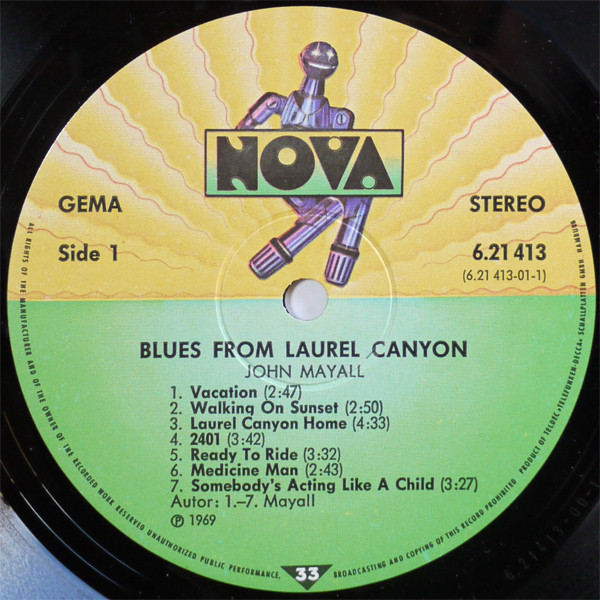 NOVA
GEMA
STEREO
Side 1
6.21 413
(6.21 413-01-1)
BLUES FROM LAUREL CANYON
JOHN MAYALL
1. Vacation (2:47)
2. Walking On Sunset (2:50)
3. Laurel Canyon Home (4:33)
4. 2401 (3:42)
5. Ready To Ride (3:32)
6. Medicine Man (2:43)
7. Somebody's Acting Like A Child (3:27)
Autor: 1.–7. Mayall
Ⓟ 1969
33
ALL RIGHTS OF THE MANUFACTURER AND OF THE OWNER OF THE RECORDED WORK RESERVED UNAUTHORIZED PUBLIC PERFORMANCE, BROADCASTING AND COPYING OF THIS RECORD PROHIBITED PRODUCT OF TELDEC »TELEFUNKEN-DECCA« SCHALLPLATTEN GMBH. HAMBURG
6.21413-00-1